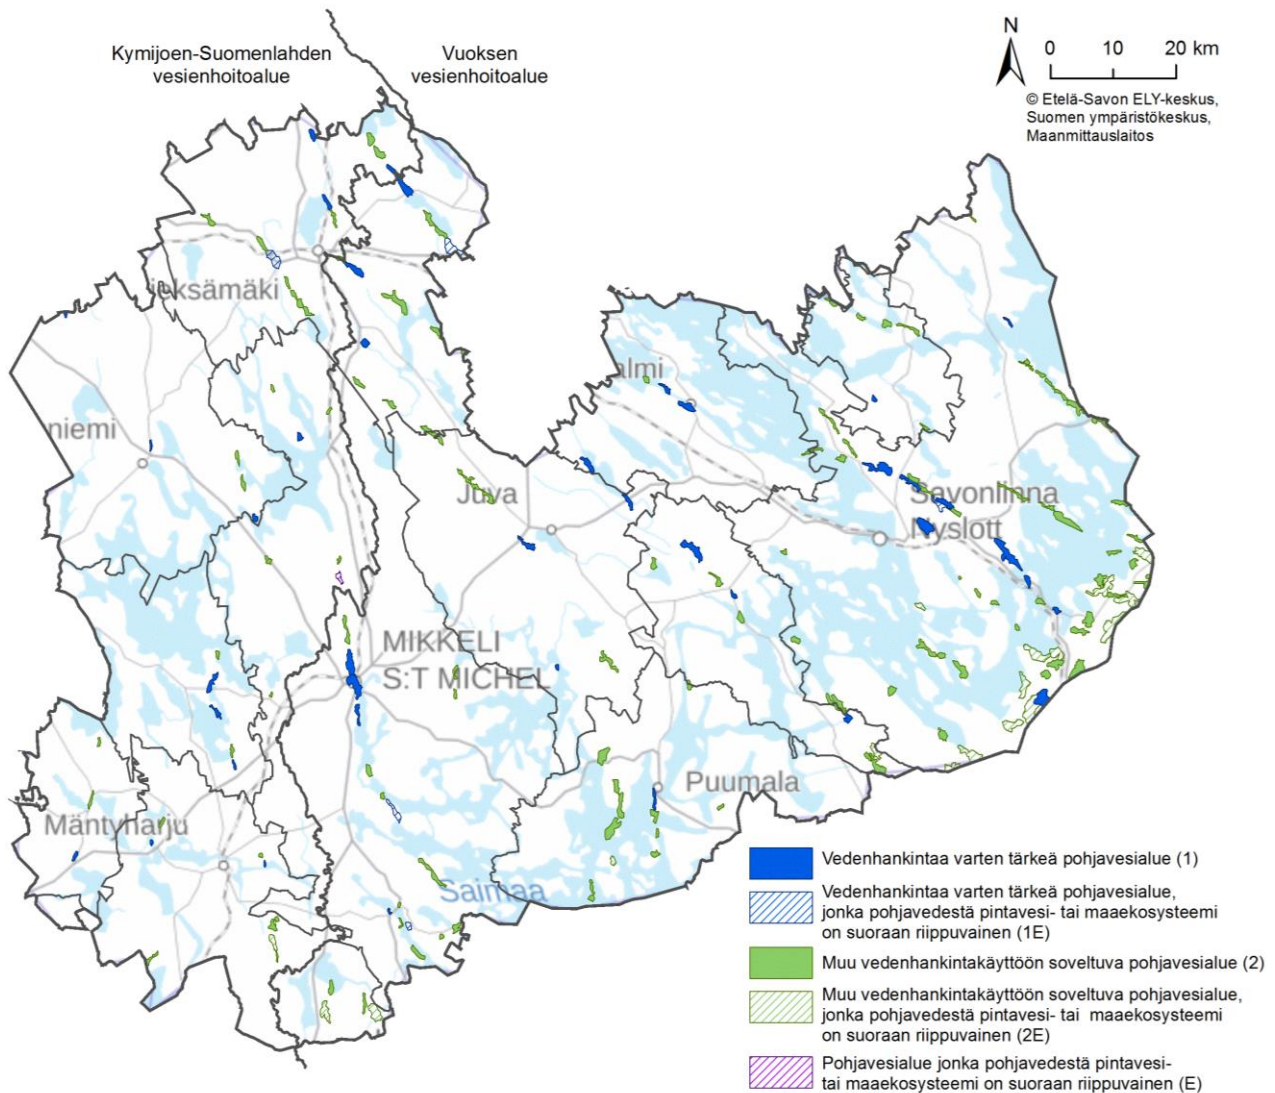 Kymijoen-Suomenlahden
vesienhoitoalue
Vuoksen
vesienhoitoalue
N
0 10 20 km
© Etelä-Savon ELY-keskus,
Suomen ympäristökeskus,
Maanmittauslaitos
ieksämäki
almi
niemi
Juva
Savonlinna
Nyslott
MIKKELI
S:T MICHEL
Puumala
Mäntyharju
Saimaa
Vedenhankintaa varten tärkeä pohjavesialue (1)
Vedenhankintaa varten tärkeä pohjavesialue,
jonka pohjavedestä pintavesi- tai maaekosysteemi
on suoraan riippuvainen (1E)
Muu vedenhankintakäyttöön soveltuva pohjavesialue (2)
Muu vedenhankintakäyttöön soveltuva pohjavesialue,
jonka pohjavedestä pintavesi- tai maaekosysteemi
on suoraan riippuvainen (2E)
Pohjavesialue jonka pohjavedestä pintavesi-
tai maaekosysteemi on suoraan riippuvainen (E)